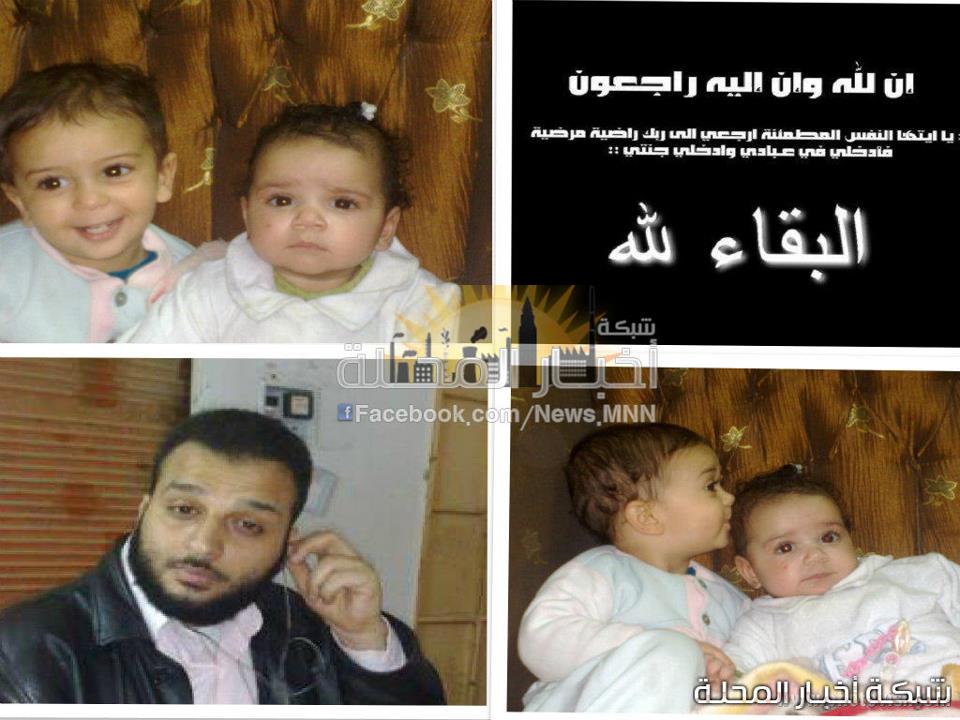 ان لله وان اليه راجعون
:: يا ايتها النفس المطمئنة ارجعي الى ربك راضية مرضية
فأدخلي في عبادي وادخلي جنتي ::
البقاء لله
شبكة
أخبار المحلة
Facebook.com/News.MNN
شبكة أخبار المحلة